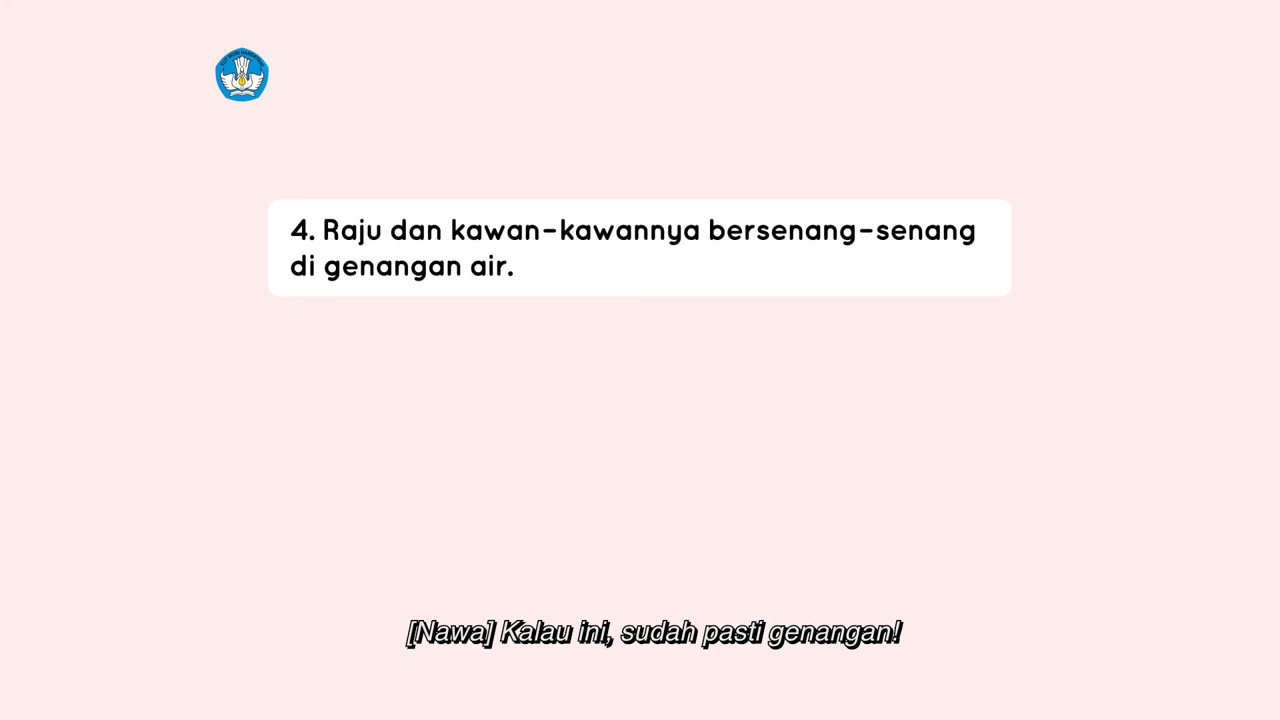 4. Raju dan kawan-kawannya bersenang-senang
di genangan air.
[Nawa] Kalau ini, sudah pasti genangan!